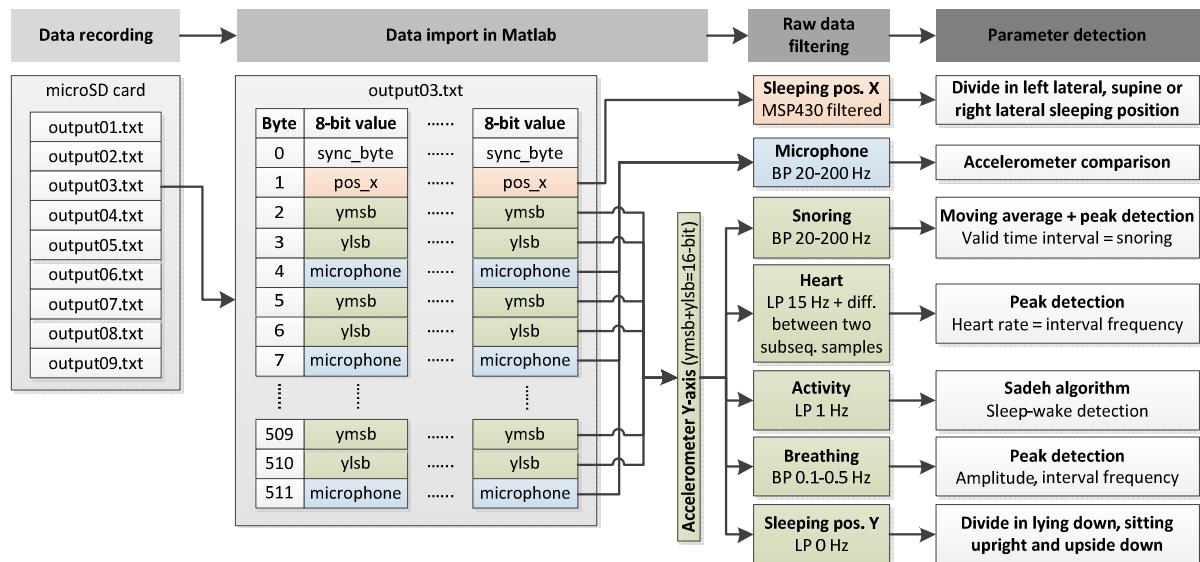 Data recording
Data import in Matlab
Raw data
filtering
Parameter detection
microSD card
output01.txt
output02.txt
output03.txt
output04.txt
output05.txt
output06.txt
output07.txt
output08.txt
output09.txt
output03.txt
Byte 8-bit value ...... 8-bit value
0 sync_byte ...... sync_byte
1 pos_x ...... pos_x
2 ymsb ...... ymsb
3 ylsb ...... ylsb
4 microphone ...... microphone
5 ymsb ...... ymsb
6 ylsb ...... ylsb
7 microphone ...... microphone
...... ...... ......
509 ymsb ...... ymsb
510 ylsb ...... ylsb
511 microphone ...... microphone
Accelerometer Y-axis (ymsb+ylsb=16-bit)
Sleeping pos. X
MSP430 filtered
Divide in left lateral, supine or
right lateral sleeping position
Microphone
BP 20-200 Hz
Accelerometer comparison
Snoring
BP 20-200 Hz
Moving average + peak detection
Valid time interval = snoring
Heart
LP 15 Hz + diff.
between two
subseq. samples
Peak detection
Heart rate = interval frequency
Activity
LP 1 Hz
Sadeh algorithm
Sleep-wake detection
Breathing
BP 0.1-0.5 Hz
Peak detection
Amplitude, interval frequency
Sleeping pos. Y
LP 0 Hz
Divide in lying down, sitting
upright and upside down